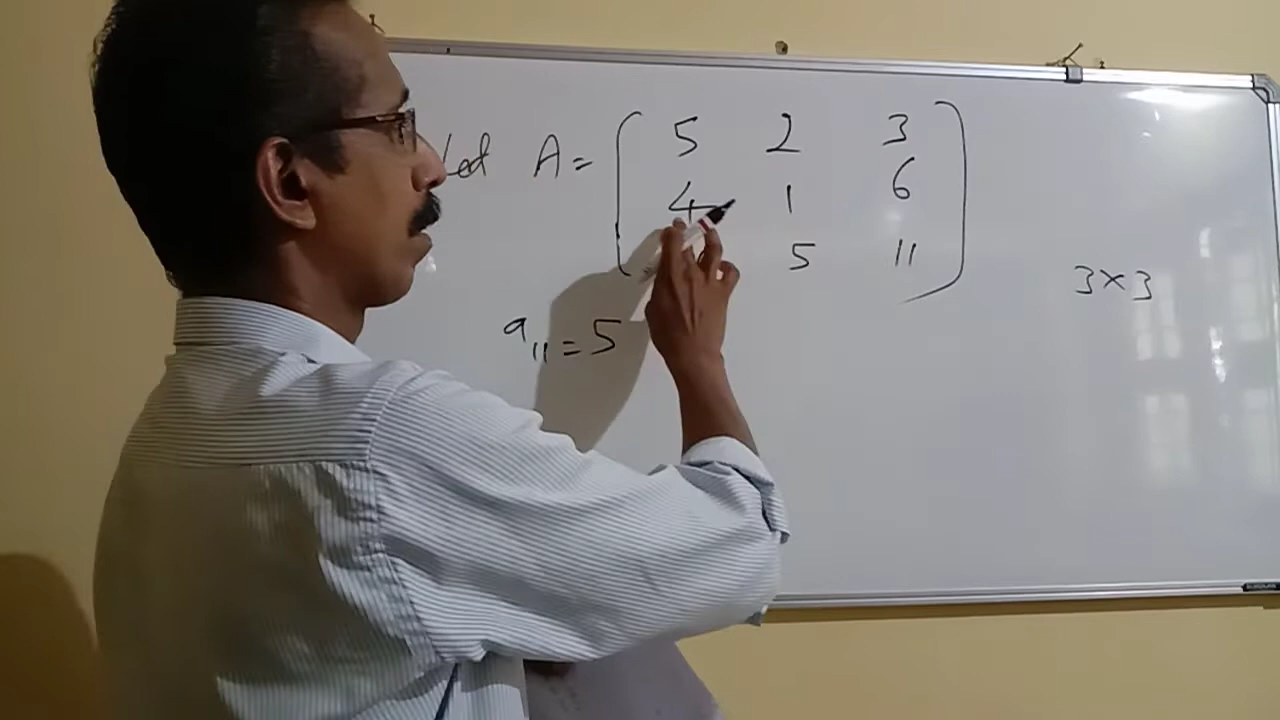 Let A = ( 5 2 3
4 1 6
5 11 )
3×3
a₁₁ = 5